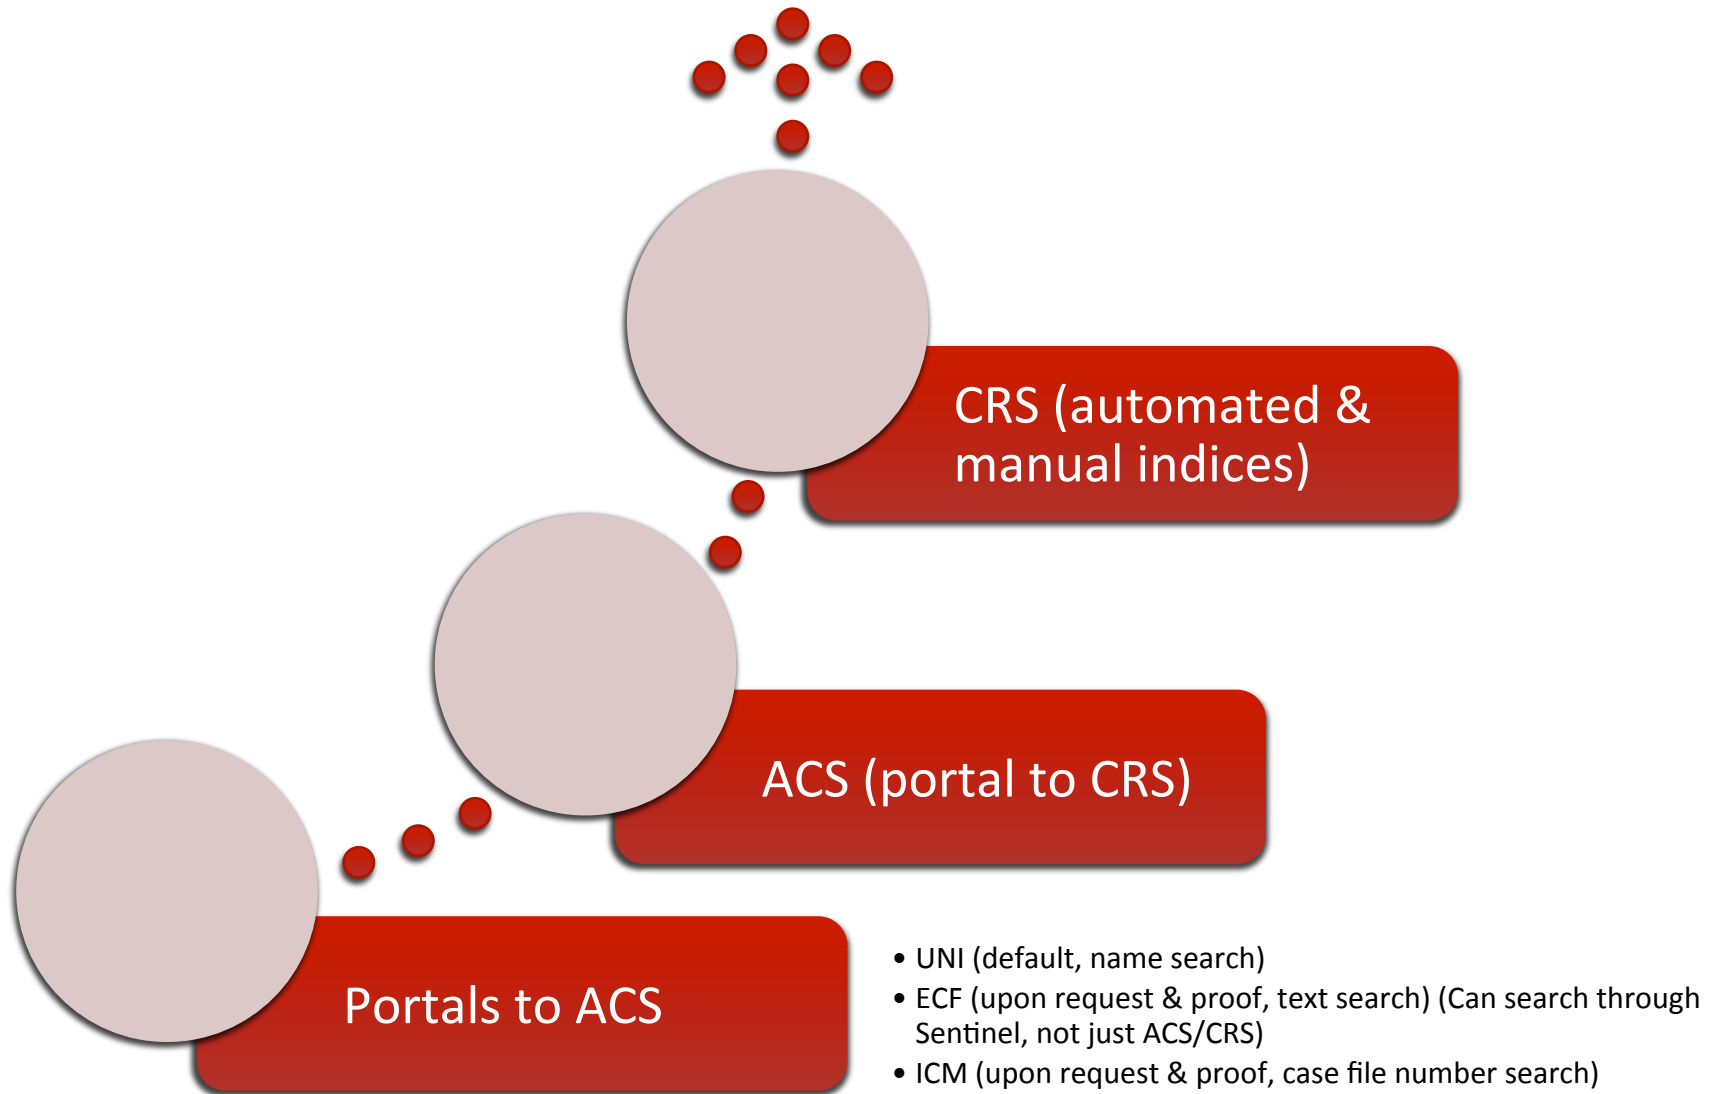 CRS (automated &
manual indices)
ACS (portal to CRS)
Portals to ACS
• UNI (default, name search)
• ECF (upon request & proof, text search) (Can search through
Sentinel, not just ACS/CRS)
• ICM (upon request & proof, case file number search)